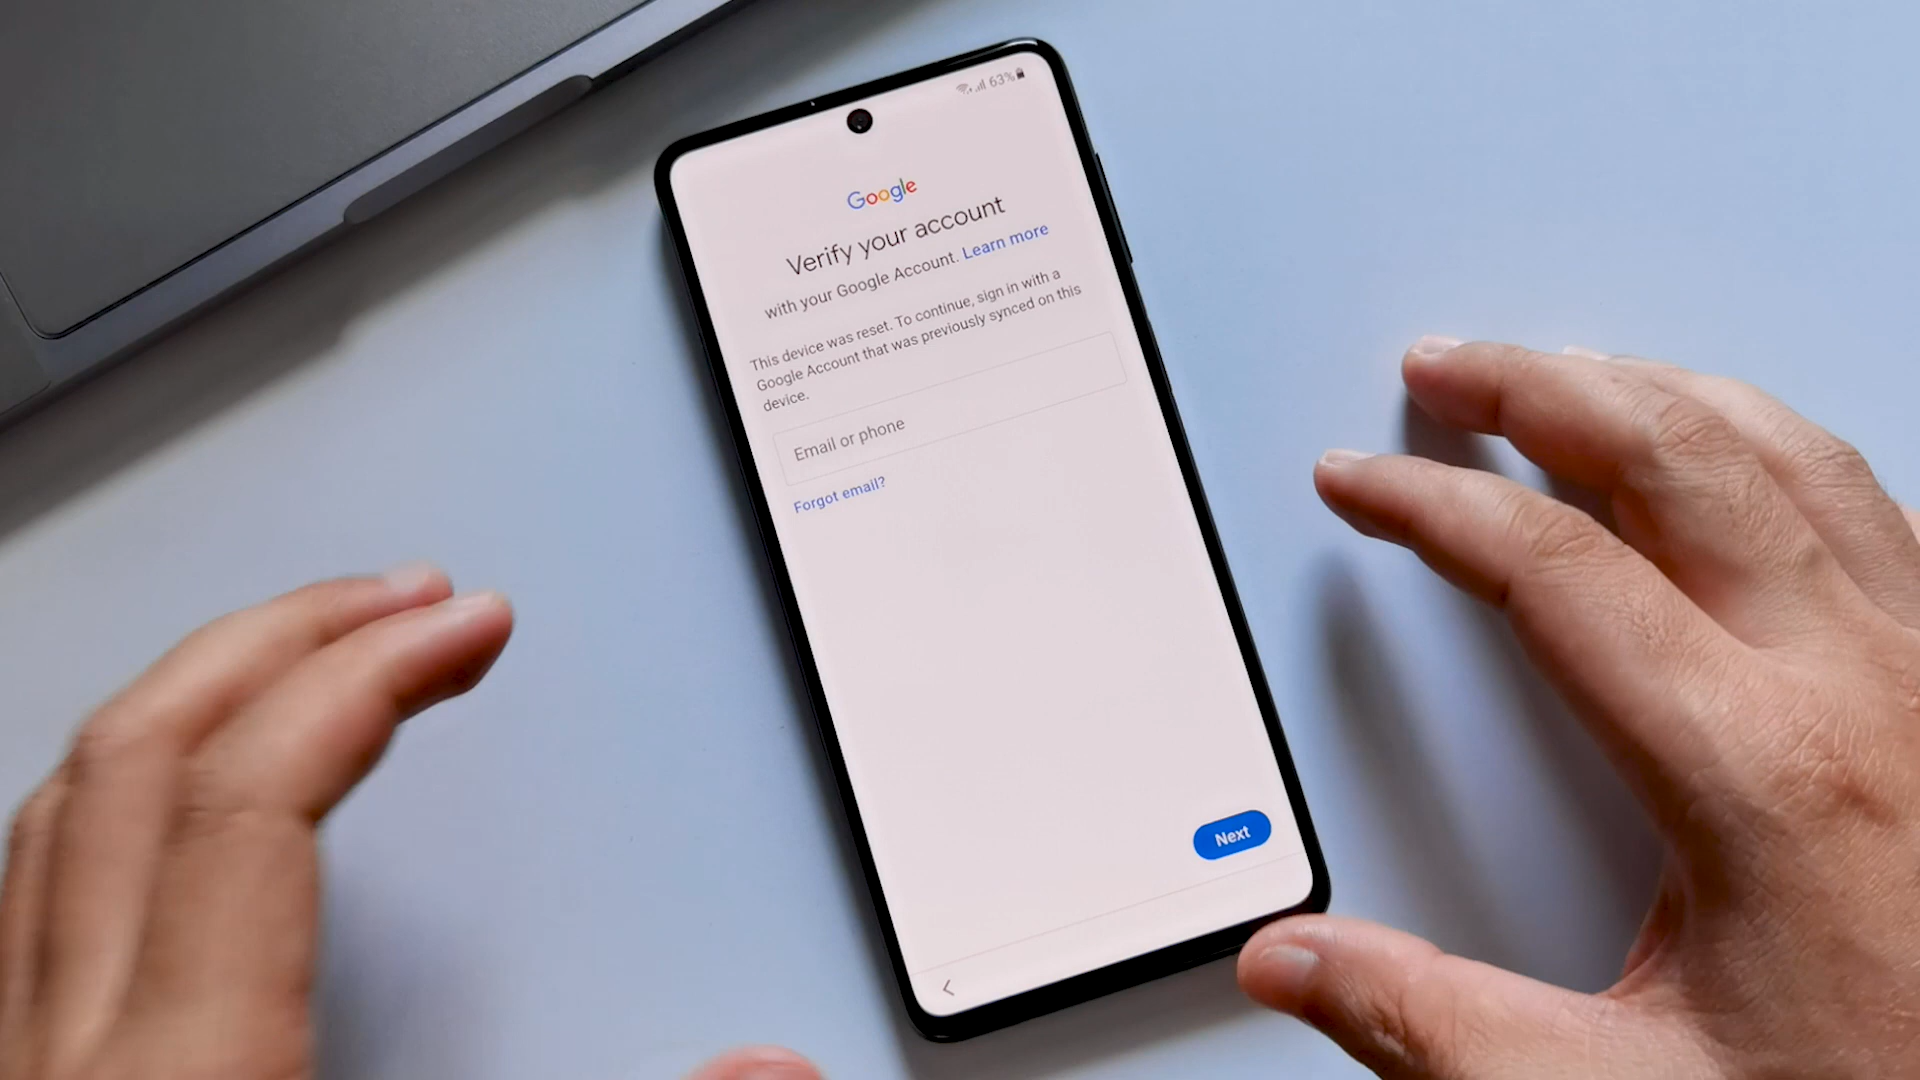 63%
Google
Verify your account
with your Google Account. Learn more
This device was reset. To continue, sign in with a
Google Account that was previously synced on this
device.
Email or phone
Forgot email?
Next